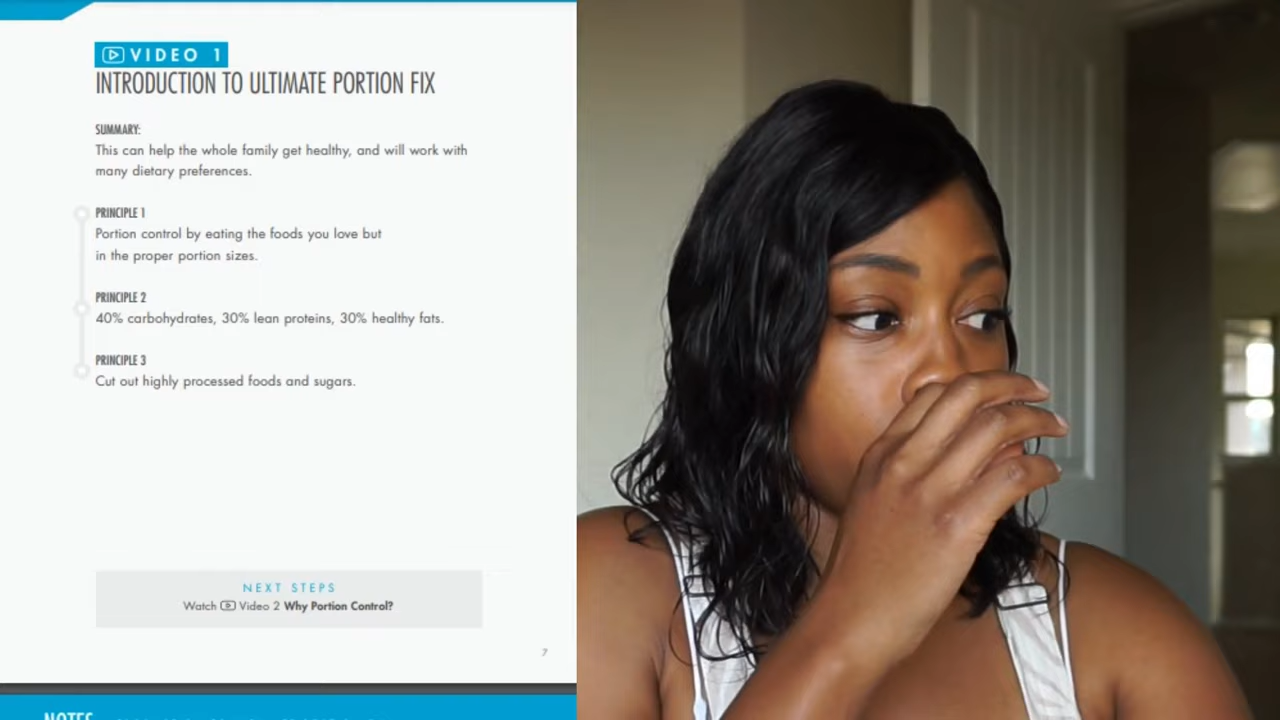 VIDEO 1
INTRODUCTION TO ULTIMATE PORTION FIX
SUMMARY:
This can help the whole family get healthy, and will work with
many dietary preferences.
PRINCIPLE 1
Portion control by eating the foods you love but
in the proper portion sizes.
PRINCIPLE 2
40% carbohydrates, 30% lean proteins, 30% healthy fats.
PRINCIPLE 3
Cut out highly processed foods and sugars.
NEXT STEPS
Watch Video 2 Why Portion Control?
7
NOTES